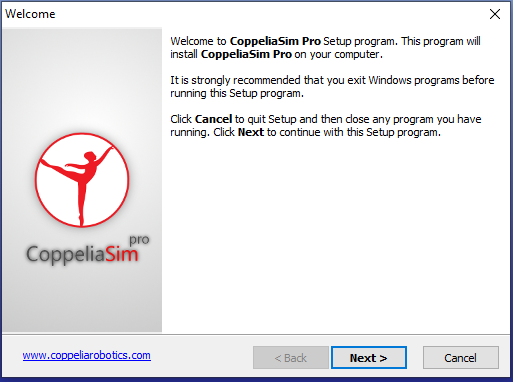 Welcome
Welcome to CoppeliaSim Pro Setup program. This program will
install CoppeliaSim Pro on your computer.
It is strongly recommended that you exit Windows programs before
running this Setup program.
Click Cancel to quit Setup and then close any program you have
running. Click Next to continue with this Setup program.
pro
CoppeliaSim
www.coppeliarobotics.com
< Back
Next >
Cancel